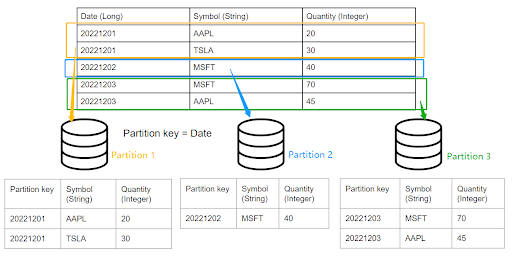 Date (Long) Symbol (String) Quantity (Integer)
20221201 AAPL 20
20221201 TSLA 30
20221202 MSFT 40
20221203 MSFT 70
20221203 AAPL 45
Partition key = Date
Partition 1
Partition 2
Partition 3
Partition key Symbol (String) Quantity (Integer)
20221201 AAPL 20
20221201 TSLA 30
Partition key Symbol (String) Quantity (Integer)
20221202 MSFT 40
Partition key Symbol (String) Quantity (Integer)
20221203 MSFT 70
20221203 AAPL 45